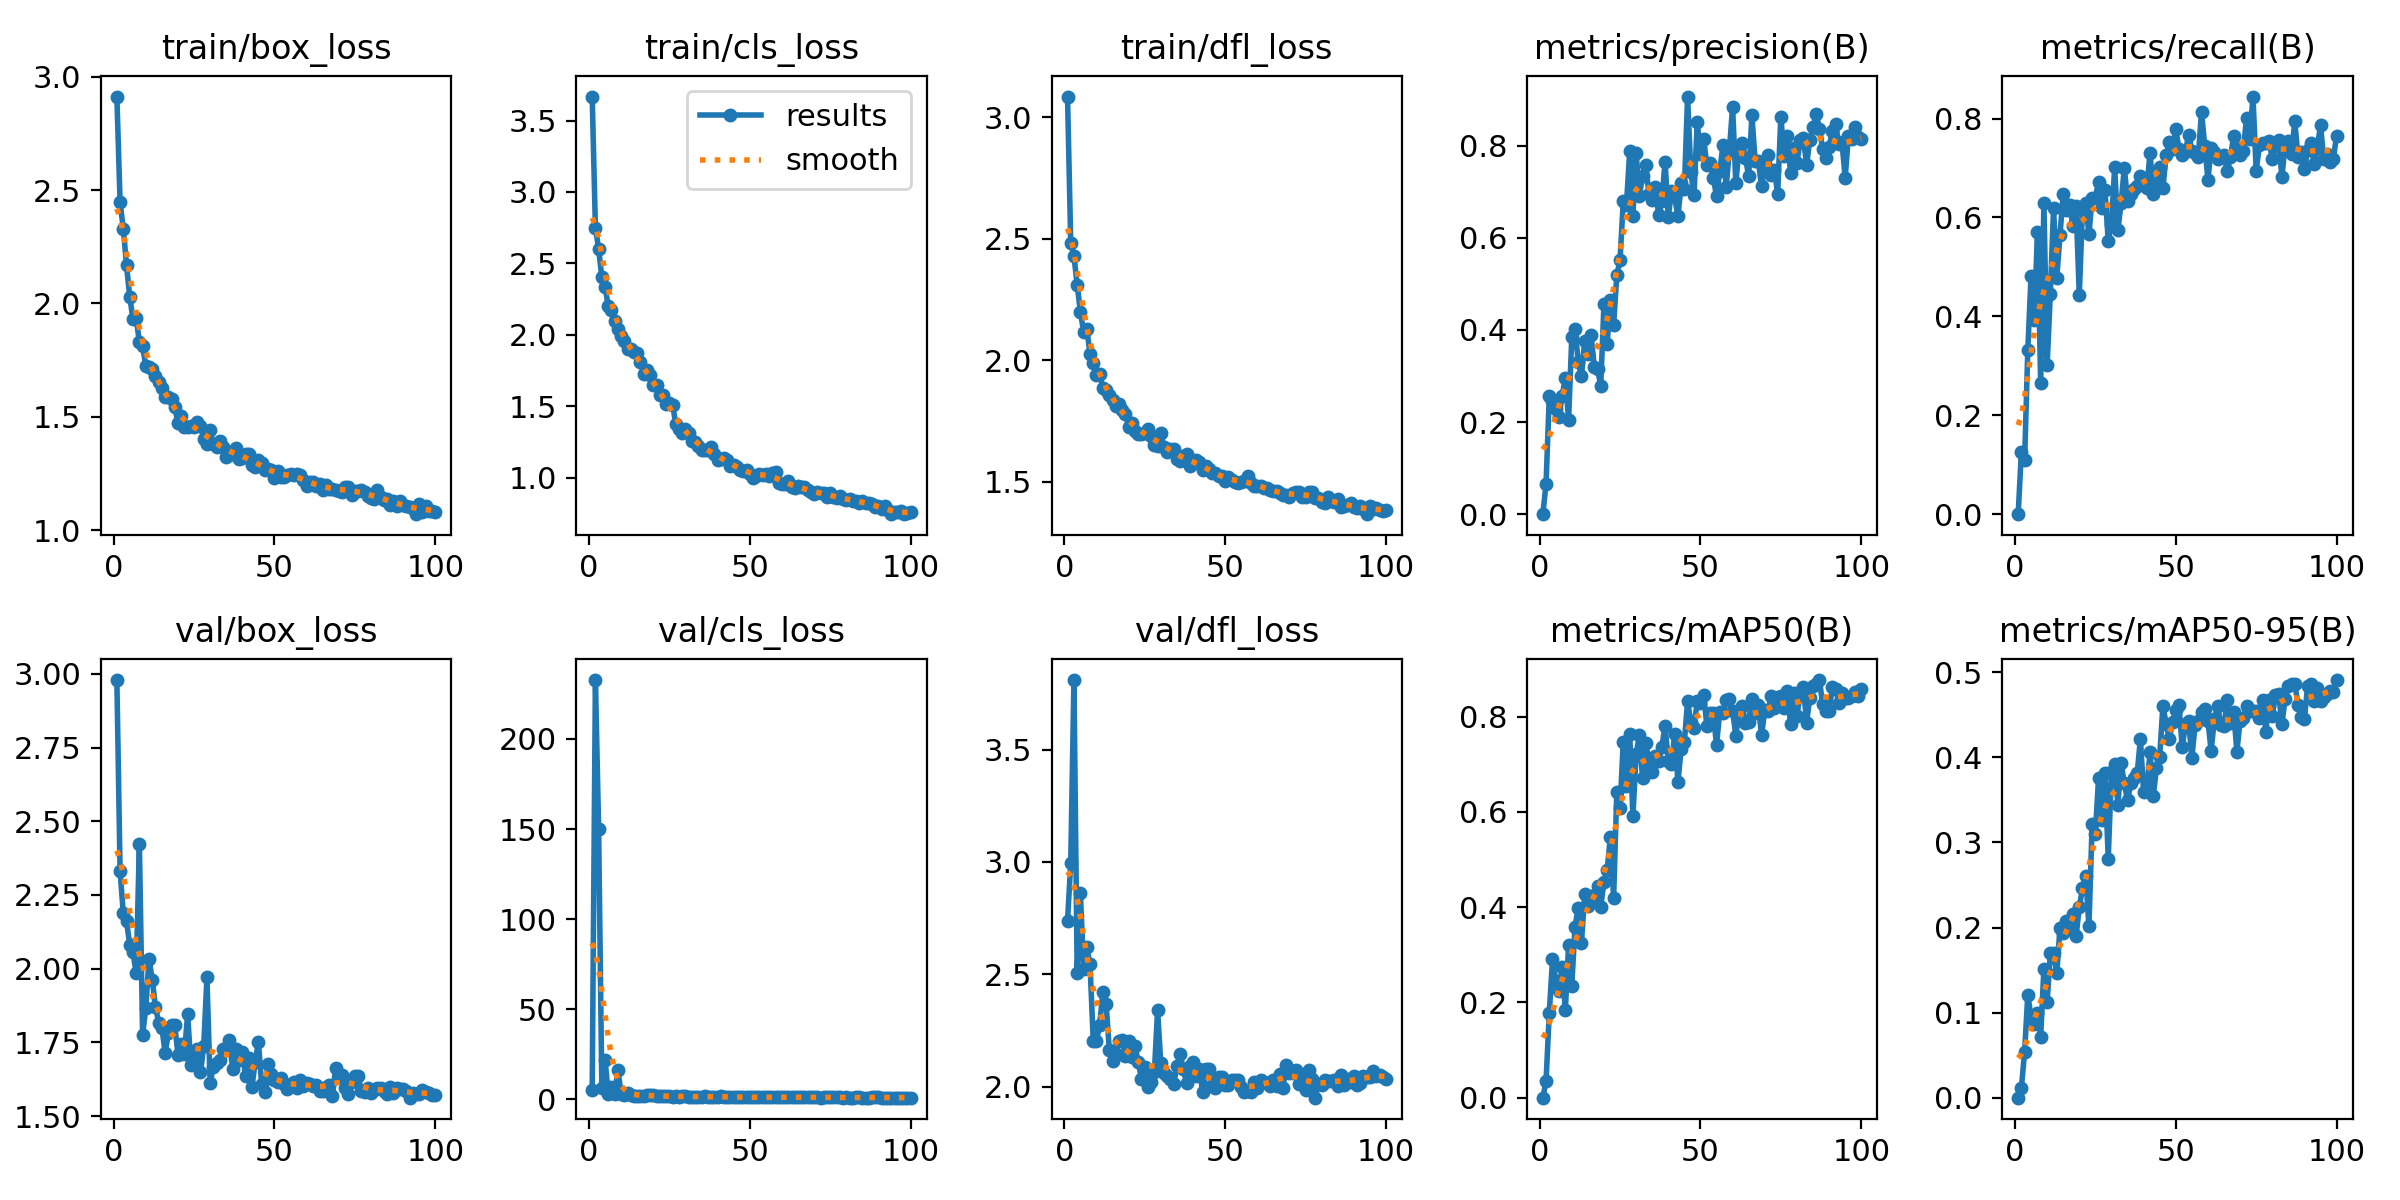 train/box_loss
train/cls_loss
train/dfl_loss
metrics/precision(B)
metrics/recall(B)
3.0
2.5
2.0
1.5
1.0
0 50 100
results
smooth
3.5
3.0
2.5
2.0
1.5
1.0
0 50 100
3.0
2.5
2.0
1.5
0 50 100
0.8
0.6
0.4
0.2
0.0
0 50 100
0.8
0.6
0.4
0.2
0.0
0 50 100
val/box_loss
val/cls_loss
val/dfl_loss
metrics/mAP50(B)
metrics/mAP50-95(B)
3.00
2.75
2.50
2.25
2.00
1.75
1.50
0 50 100
200
150
100
50
0
0 50 100
3.5
3.0
2.5
2.0
0 50 100
0.8
0.6
0.4
0.2
0.0
0 50 100
0.5
0.4
0.3
0.2
0.1
0.0
0 50 100